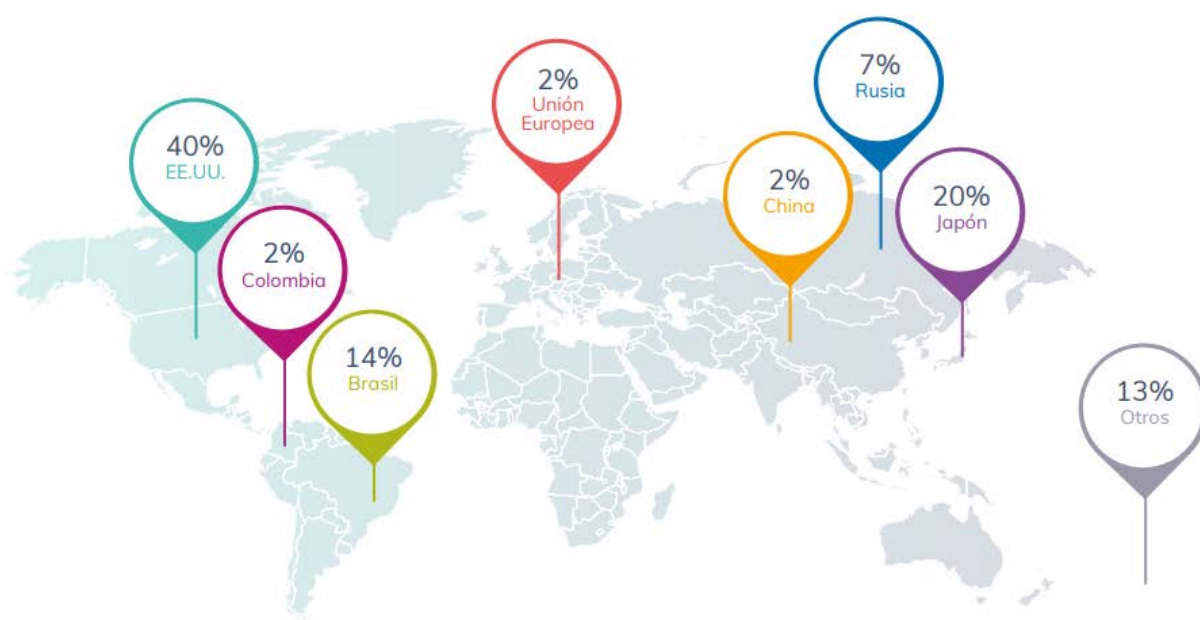 40%
EE.UU.
2%
Colombia
14%
Brasil
2%
Unión
Europea
2%
China
7%
Rusia
20%
Japón
13%
Otros